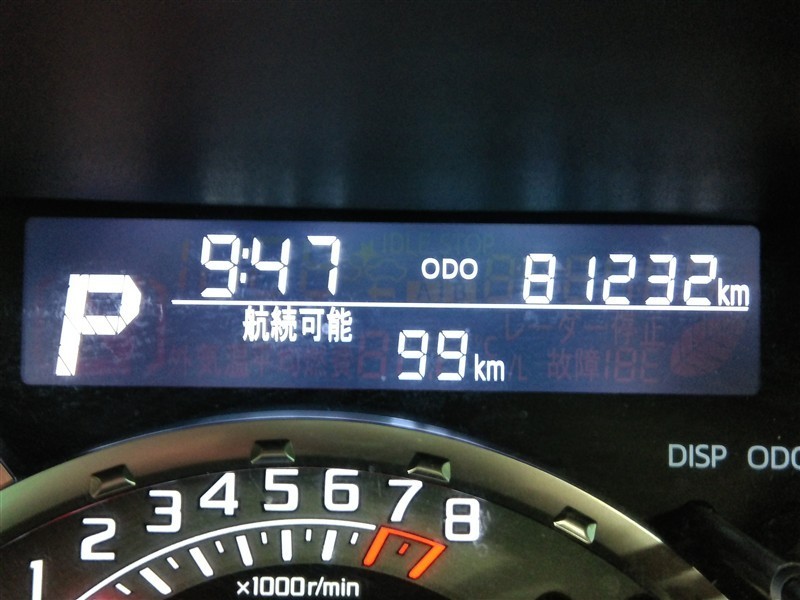 9:47 ODO 81232km
P
航続可能
99km
DISP ODO
1 2 3 4 5 6 7 8
×1000r/min